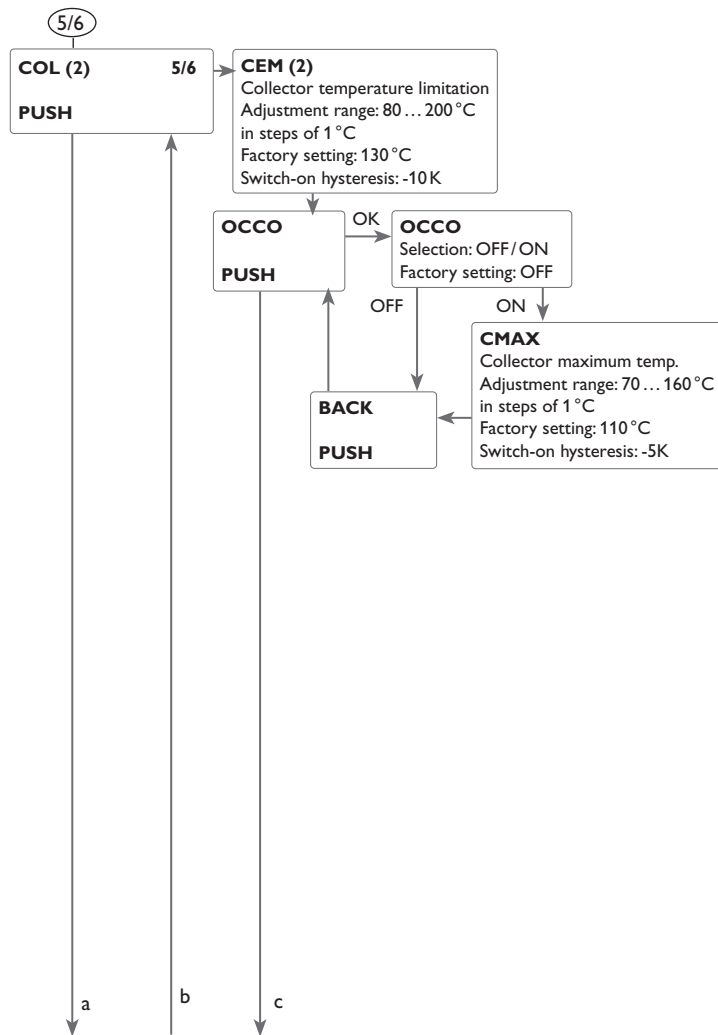 5/6
COL (2) 5/6
PUSH
CEM (2)
Collector temperature limitation
Adjustment range: 80 … 200 °C
in steps of 1 °C
Factory setting: 130 °C
Switch-on hysteresis: -10 K
OCCO
PUSH
OK
OCCO
Selection: OFF / ON
Factory setting: OFF
OFF
ON
CMAX
Collector maximum temp.
Adjustment range: 70 … 160 °C
in steps of 1 °C
Factory setting: 110 °C
Switch-on hysteresis: -5K
BACK
PUSH
a
b
c